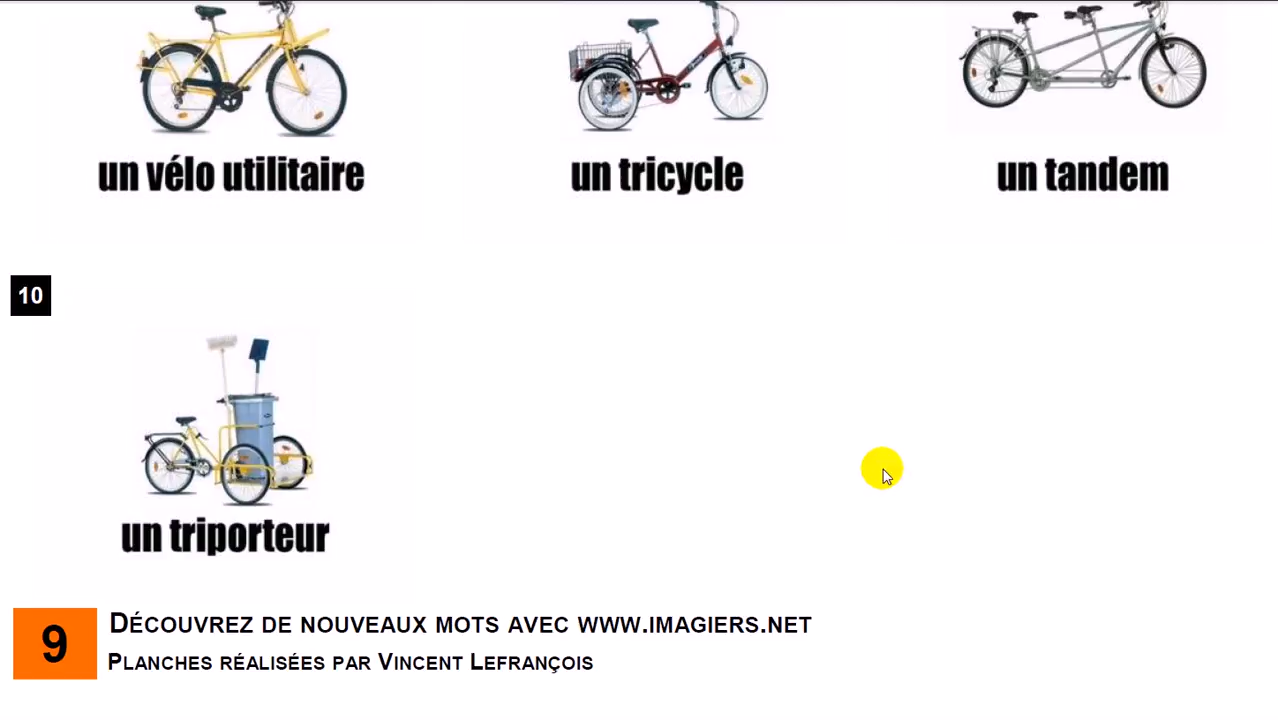 un vélo utilitaire
un tricycle
un tandem
10
un triporteur
9
DÉCOUVREZ DE NOUVEAUX MOTS AVEC WWW.IMAGIERS.NET
PLANCHES RÉALISÉES PAR VINCENT LEFRANÇOIS